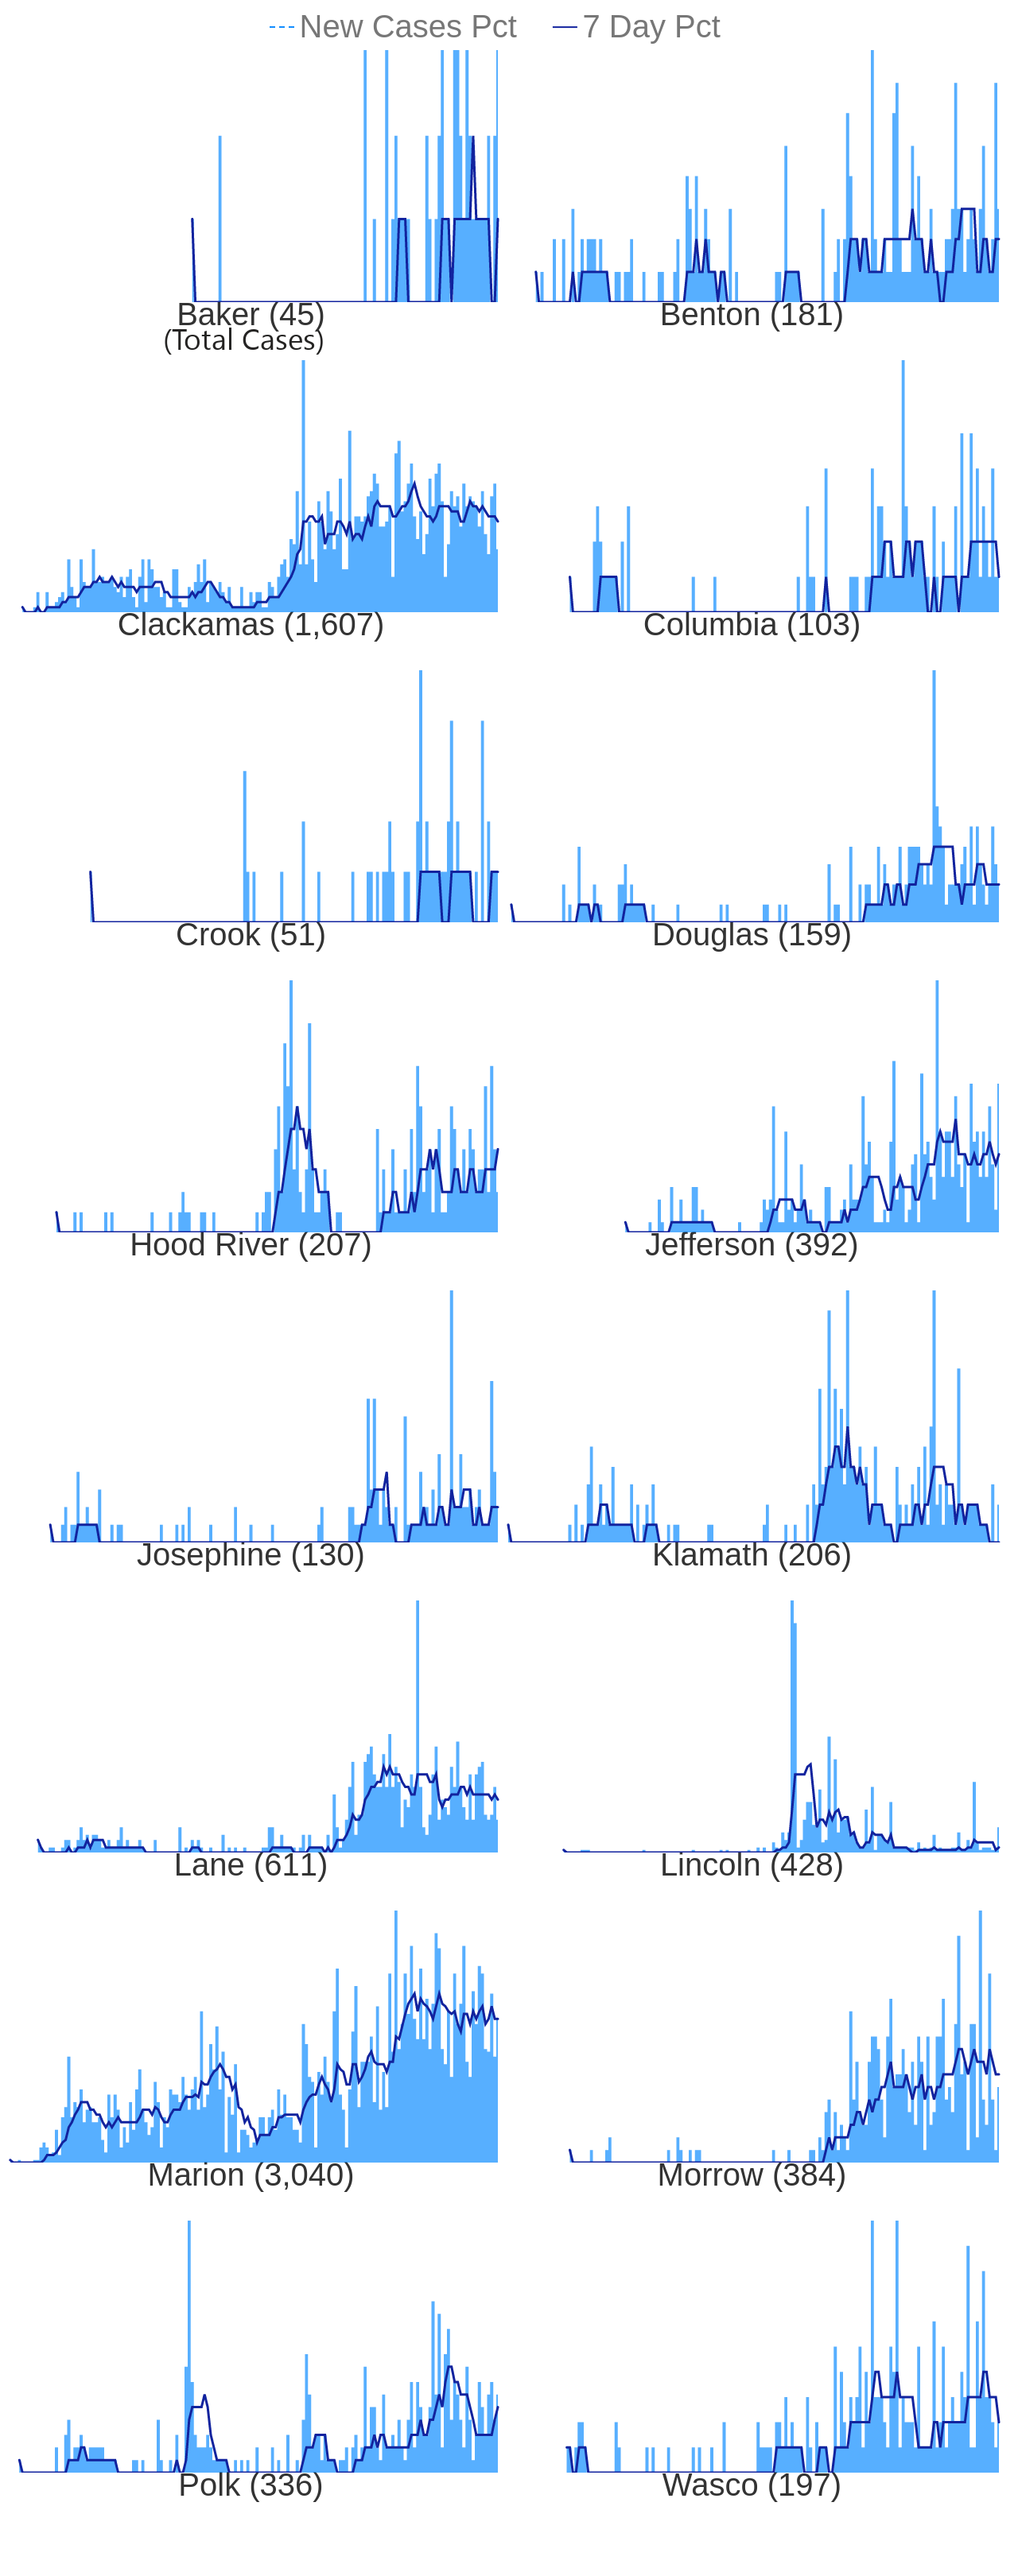 New Cases Pct 7 Day Pct
Baker (45) Benton (181)
(Total Cases)
Clackamas (1,607) Columbia (103)
Crook (51) Douglas (159)
Hood River (207) Jefferson (392)
Josephine (130) Klamath (206)
Lane (611) Lincoln (428)
Marion (3,040) Morrow (384)
Polk (336) Wasco (197)